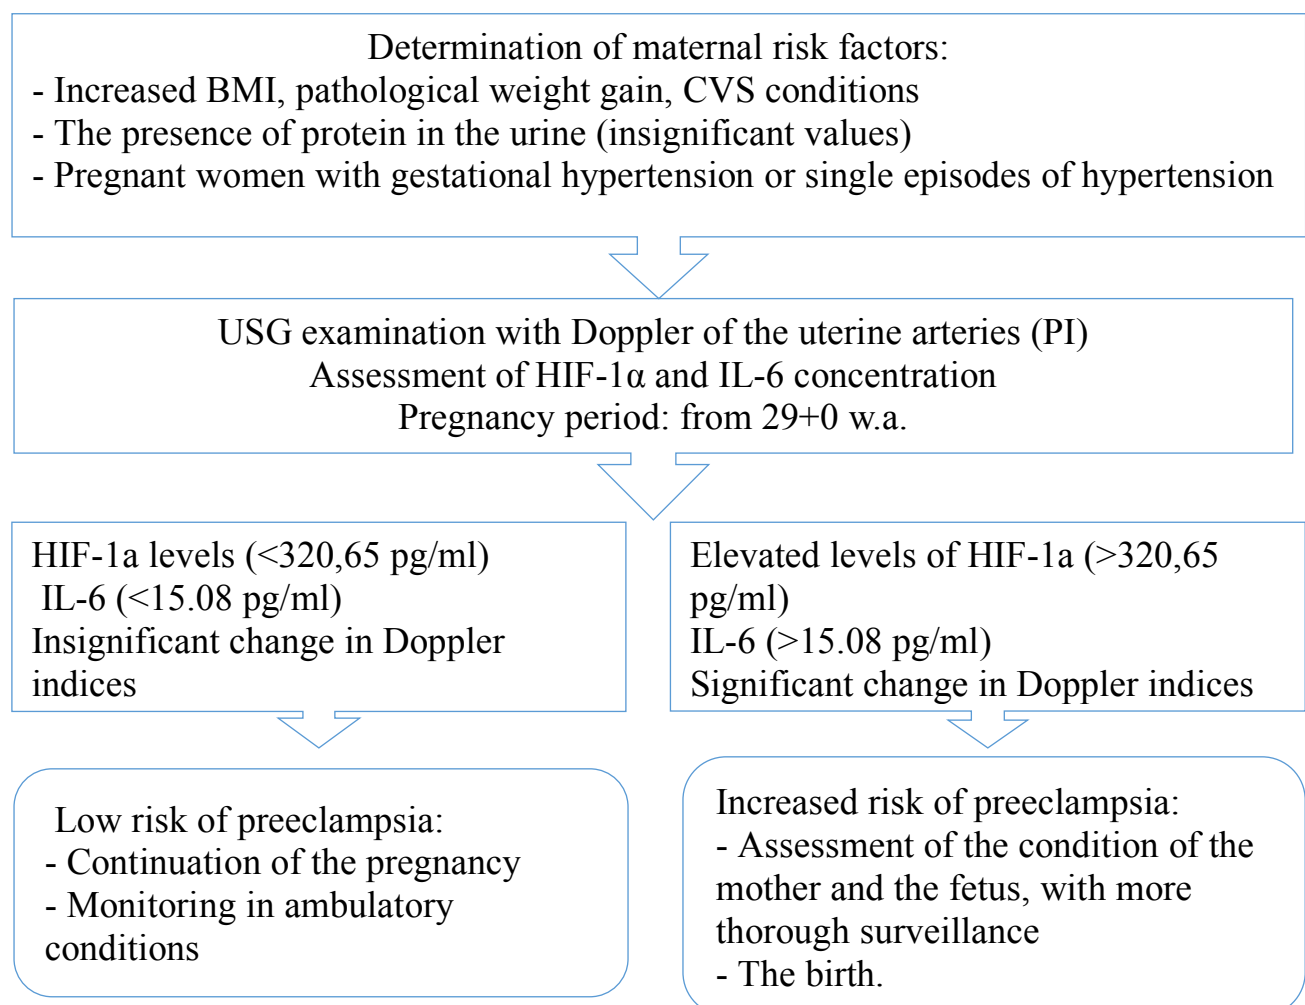 Determination of maternal risk factors:
- Increased BMI, pathological weight gain, CVS conditions
- The presence of protein in the urine (insignificant values)
- Pregnant women with gestational hypertension or single episodes of hypertension
USG examination with Doppler of the uterine arteries (PI)
Assessment of HIF-1α and IL-6 concentration
Pregnancy period: from 29+0 w.a.
HIF-1a levels (<320,65 pg/ml)
IL-6 (<15.08 pg/ml)
Insignificant change in Doppler
indices
Elevated levels of HIF-1a (>320,65
pg/ml)
IL-6 (>15.08 pg/ml)
Significant change in Doppler indices
Low risk of preeclampsia:
- Continuation of the pregnancy
- Monitoring in ambulatory
conditions
Increased risk of preeclampsia:
- Assessment of the condition of the
mother and the fetus, with more
thorough surveillance
- The birth.